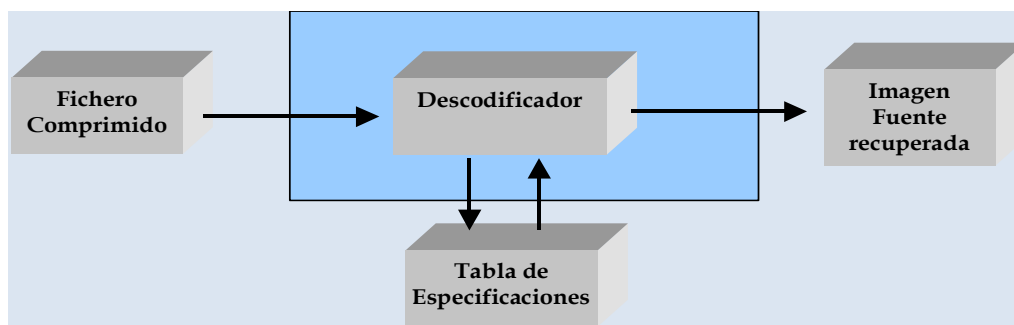 Fichero
Comprimido
Descodificador
Imagen
Fuente
recuperada
Tabla de
Especificaciones